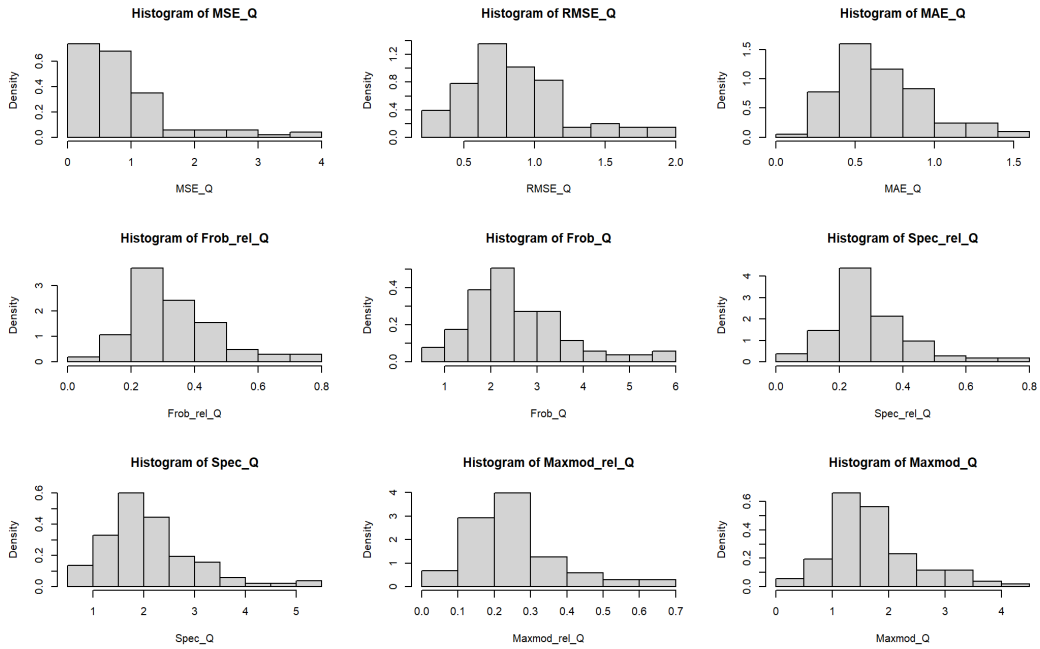 Histogram of MSE_Q
Density
0.0 0.2 0.4 0.6
0 1 2 3 4
MSE_Q
Histogram of RMSE_Q
Density
0.0 0.4 0.8 1.2
0.5 1.0 1.5 2.0
RMSE_Q
Histogram of MAE_Q
Density
0.0 0.5 1.0 1.5
0.0 0.5 1.0 1.5
MAE_Q
Histogram of Frob_rel_Q
Density
0 1 2 3
0.0 0.2 0.4 0.6 0.8
Frob_rel_Q
Histogram of Frob_Q
Density
0.0 0.2 0.4
1 2 3 4 5 6
Frob_Q
Histogram of Spec_rel_Q
Density
0 1 2 3 4
0.0 0.2 0.4 0.6 0.8
Spec_rel_Q
Histogram of Spec_Q
Density
0.0 0.2 0.4 0.6
1 2 3 4 5
Spec_Q
Histogram of Maxmod_rel_Q
Density
0 1 2 3 4
0.0 0.1 0.2 0.3 0.4 0.5 0.6 0.7
Maxmod_rel_Q
Histogram of Maxmod_Q
Density
0.0 0.2 0.4 0.6
0 1 2 3 4
Maxmod_Q